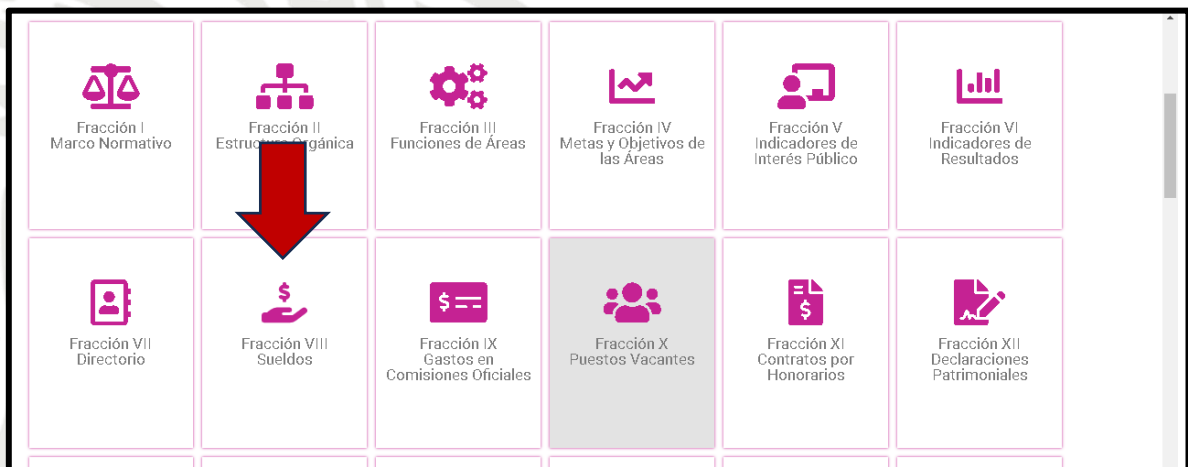 Fracción I
Marco Normativo
Fracción II
Estructura Orgánica
Fracción III
Funciones de Áreas
Fracción IV
Metas y Objetivos de
las Áreas
Fracción V
Indicadores de
Interés Público
Fracción VI
Indicadores de
Resultados
Fracción VII
Directorio
Fracción VIII
Sueldos
Fracción IX
Gastos en
Comisiones Oficiales
Fracción X
Puestos Vacantes
Fracción XI
Contratos por
Honorarios
Fracción XII
Declaraciones
Patrimoniales